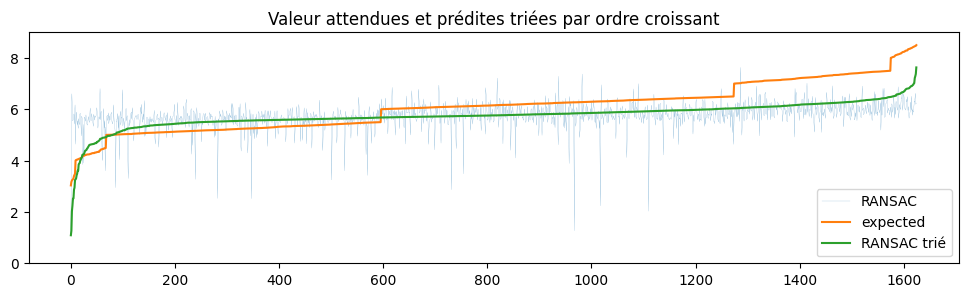 Valeur attendues et prédites triées par ordre croissant
8
6
4
2
0
RANSAC
expected
RANSAC trié
0 200 400 600 800 1000 1200 1400 1600